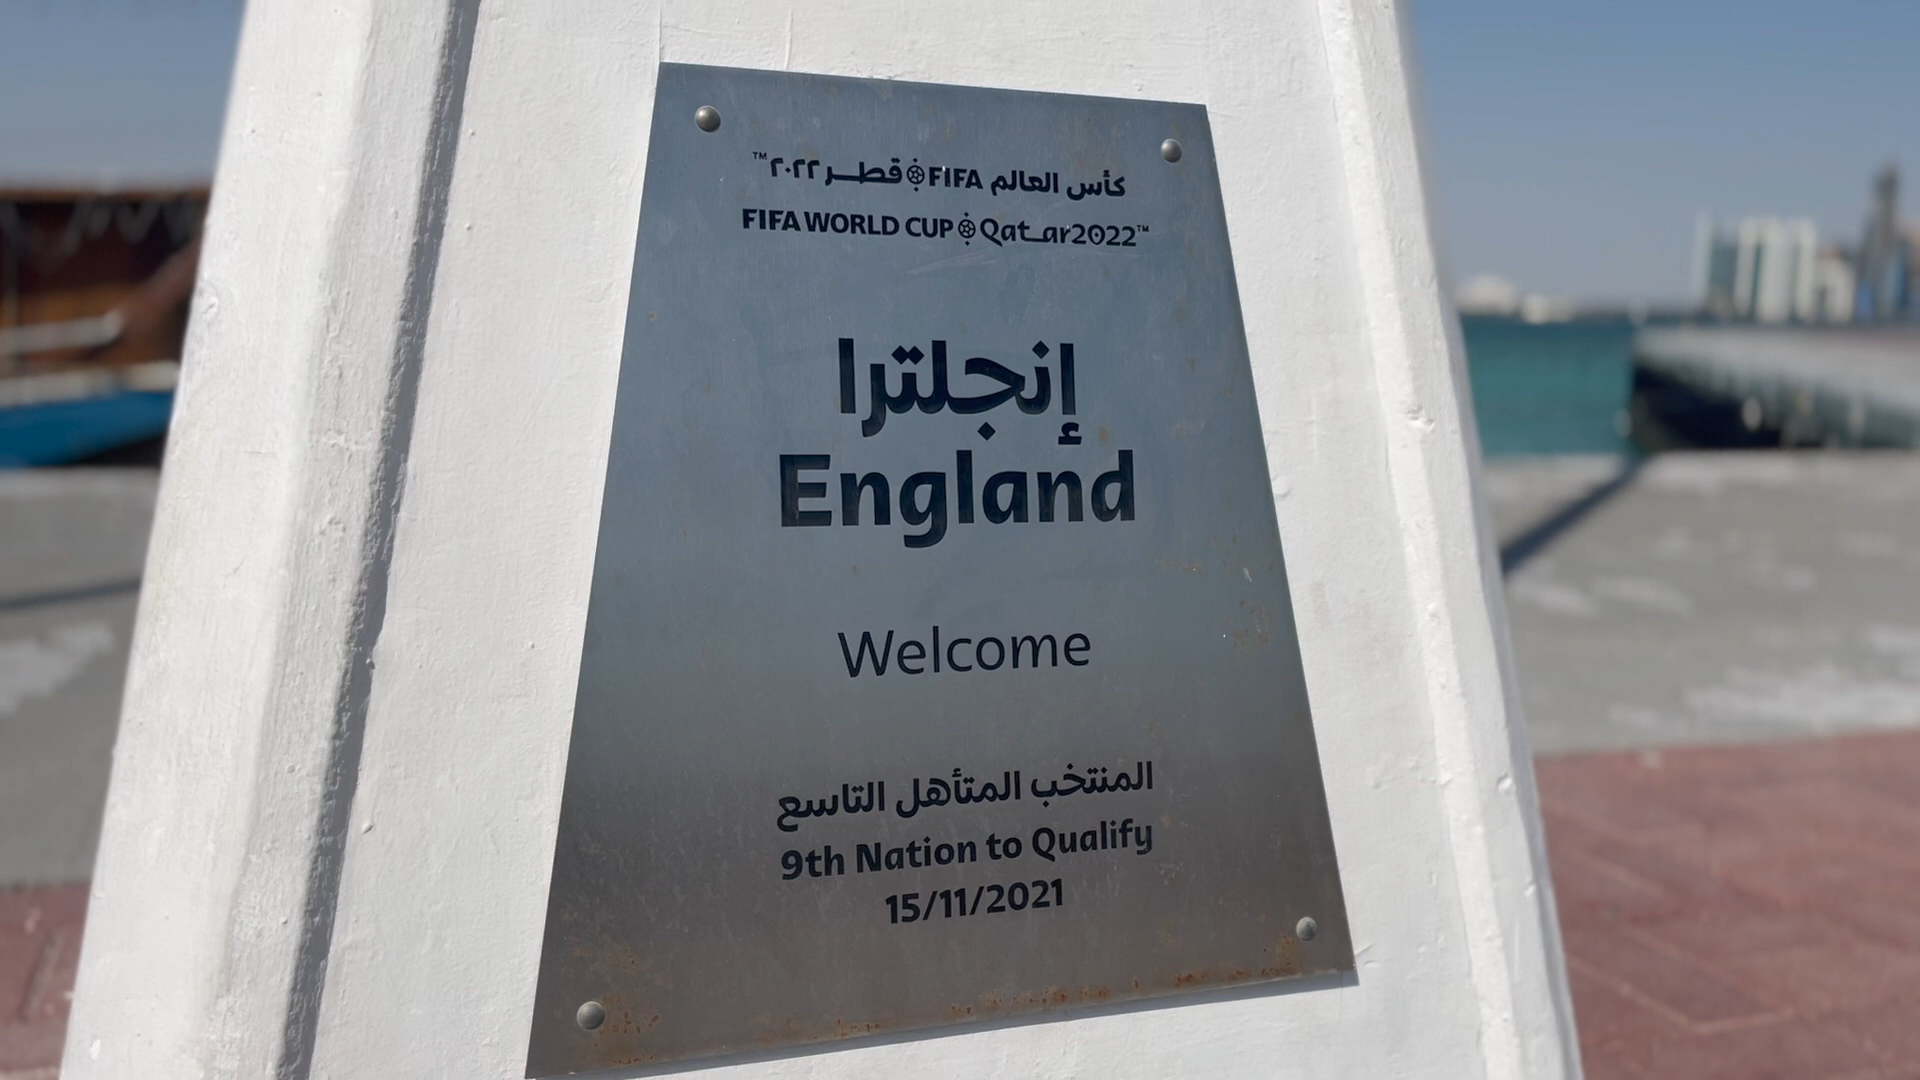 كأس العالم FIFA قطر ٢٠٢٢™
FIFA WORLD CUP Qatar2022™
إنجلترا
England
Welcome
المنتخب المتأهل التاسع
9th Nation to Qualify
15/11/2021